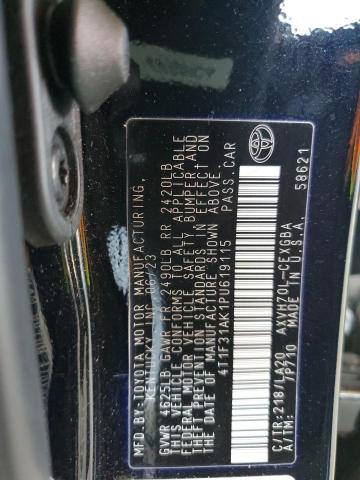 MFD.BY:TOYOTA MOTOR MANUFACTURING,
KENTUCKY, INC. 06/23
GVWR 4625LB GAWR FR 2490LB RR 2420LB
THIS VEHICLE CONFORMS TO ALL APPLICABLE
FEDERAL MOTOR VEHICLE SAFETY, BUMPER, AND
THEFT PREVENTION STANDARDS IN EFFECT ON
THE DATE OF MANUFACTURE SHOWN ABOVE.
4T1F31AK1PU619115 PASS.CAR
C/TR:218/LA20 AXVH70L-CEXGBA
A/TM: /P710 MADE IN U.S.A.
58621